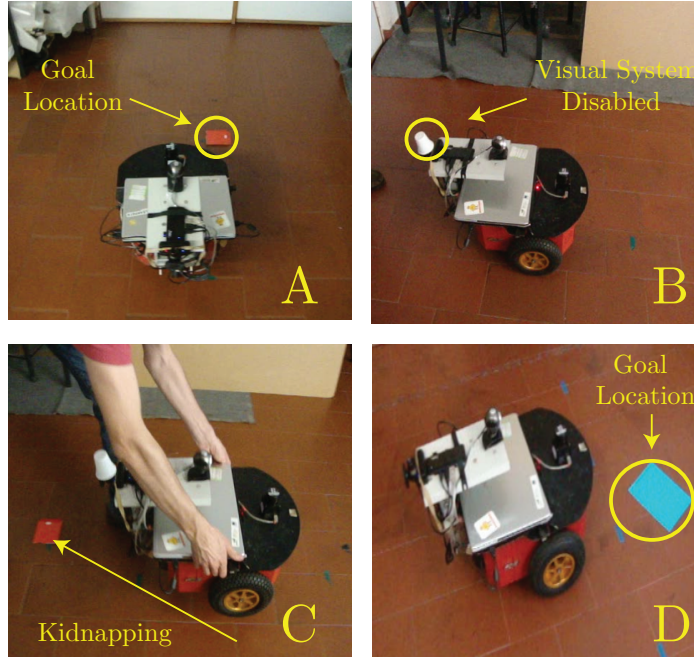 Goal
Location
A
Visual System
Disabled
B
Kidnapping
C
Goal
Location
D